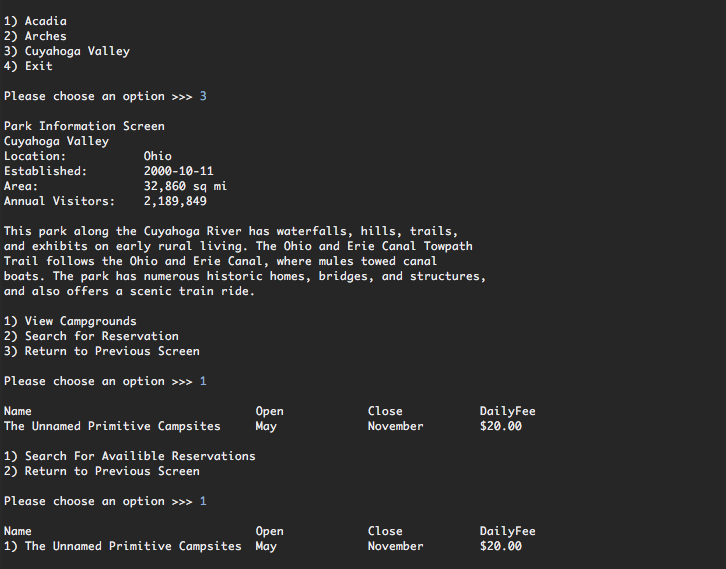 1) Acadia
2) Arches
3) Cuyahoga Valley
4) Exit
Please choose an option >>> 3
Park Information Screen
Cuyahoga Valley
Location: Ohio
Established: 2000-10-11
Area: 32,860 sq mi
Annual Visitors: 2,189,849
This park along the Cuyahoga River has waterfalls, hills, trails,
and exhibits on early rural living. The Ohio and Erie Canal Towpath
Trail follows the Ohio and Erie Canal, where mules towed canal
boats. The park has numerous historic homes, bridges, and structures,
and also offers a scenic train ride.
1) View Campgrounds
2) Search for Reservation
3) Return to Previous Screen
Please choose an option >>> 1
Name Open Close DailyFee
The Unnamed Primitive Campsites May November $20.00
1) Search For Availible Reservations
2) Return to Previous Screen
Please choose an option >>> 1
Name Open Close DailyFee
1) The Unnamed Primitive Campsites May November $20.00